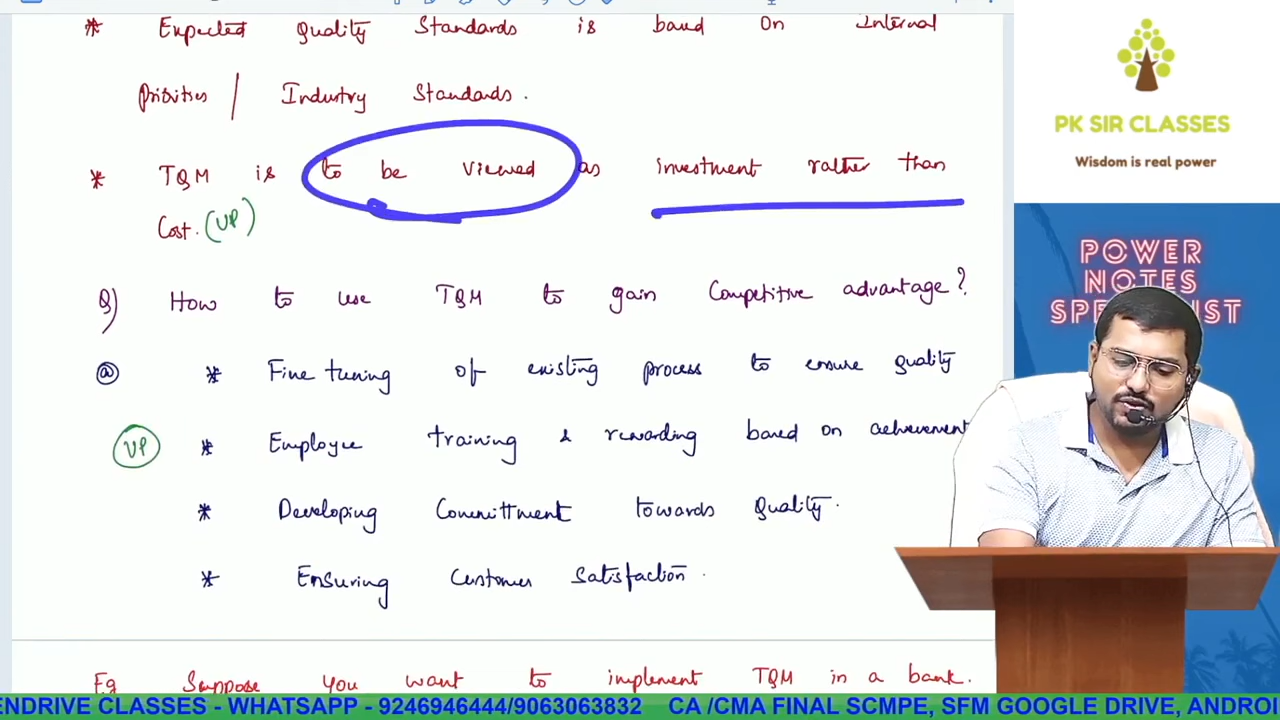 * Expected Quality Standards is based on Internal
Priorities / Industry Standards.
* TQM is to be viewed as investment rather than
Cost. (VP)
Q) How to use TQM to gain Competitive advantage?
@ * Fine tuning of existing process to ensure quality
VP * Employee training & rewarding based on achievement
* Developing Committment towards Quality.
* Ensuring Customer Satisfaction.
Eg Suppose you want to implement TQM in a bank.
PK SIR CLASSES
Wisdom is real power
POWER
NOTES
ENDRIVE CLASSES - WHATSAPP - 9246946444/9063063832 CA /CMA FINAL SCMPE, SFM GOOGLE DRIVE, ANDROI